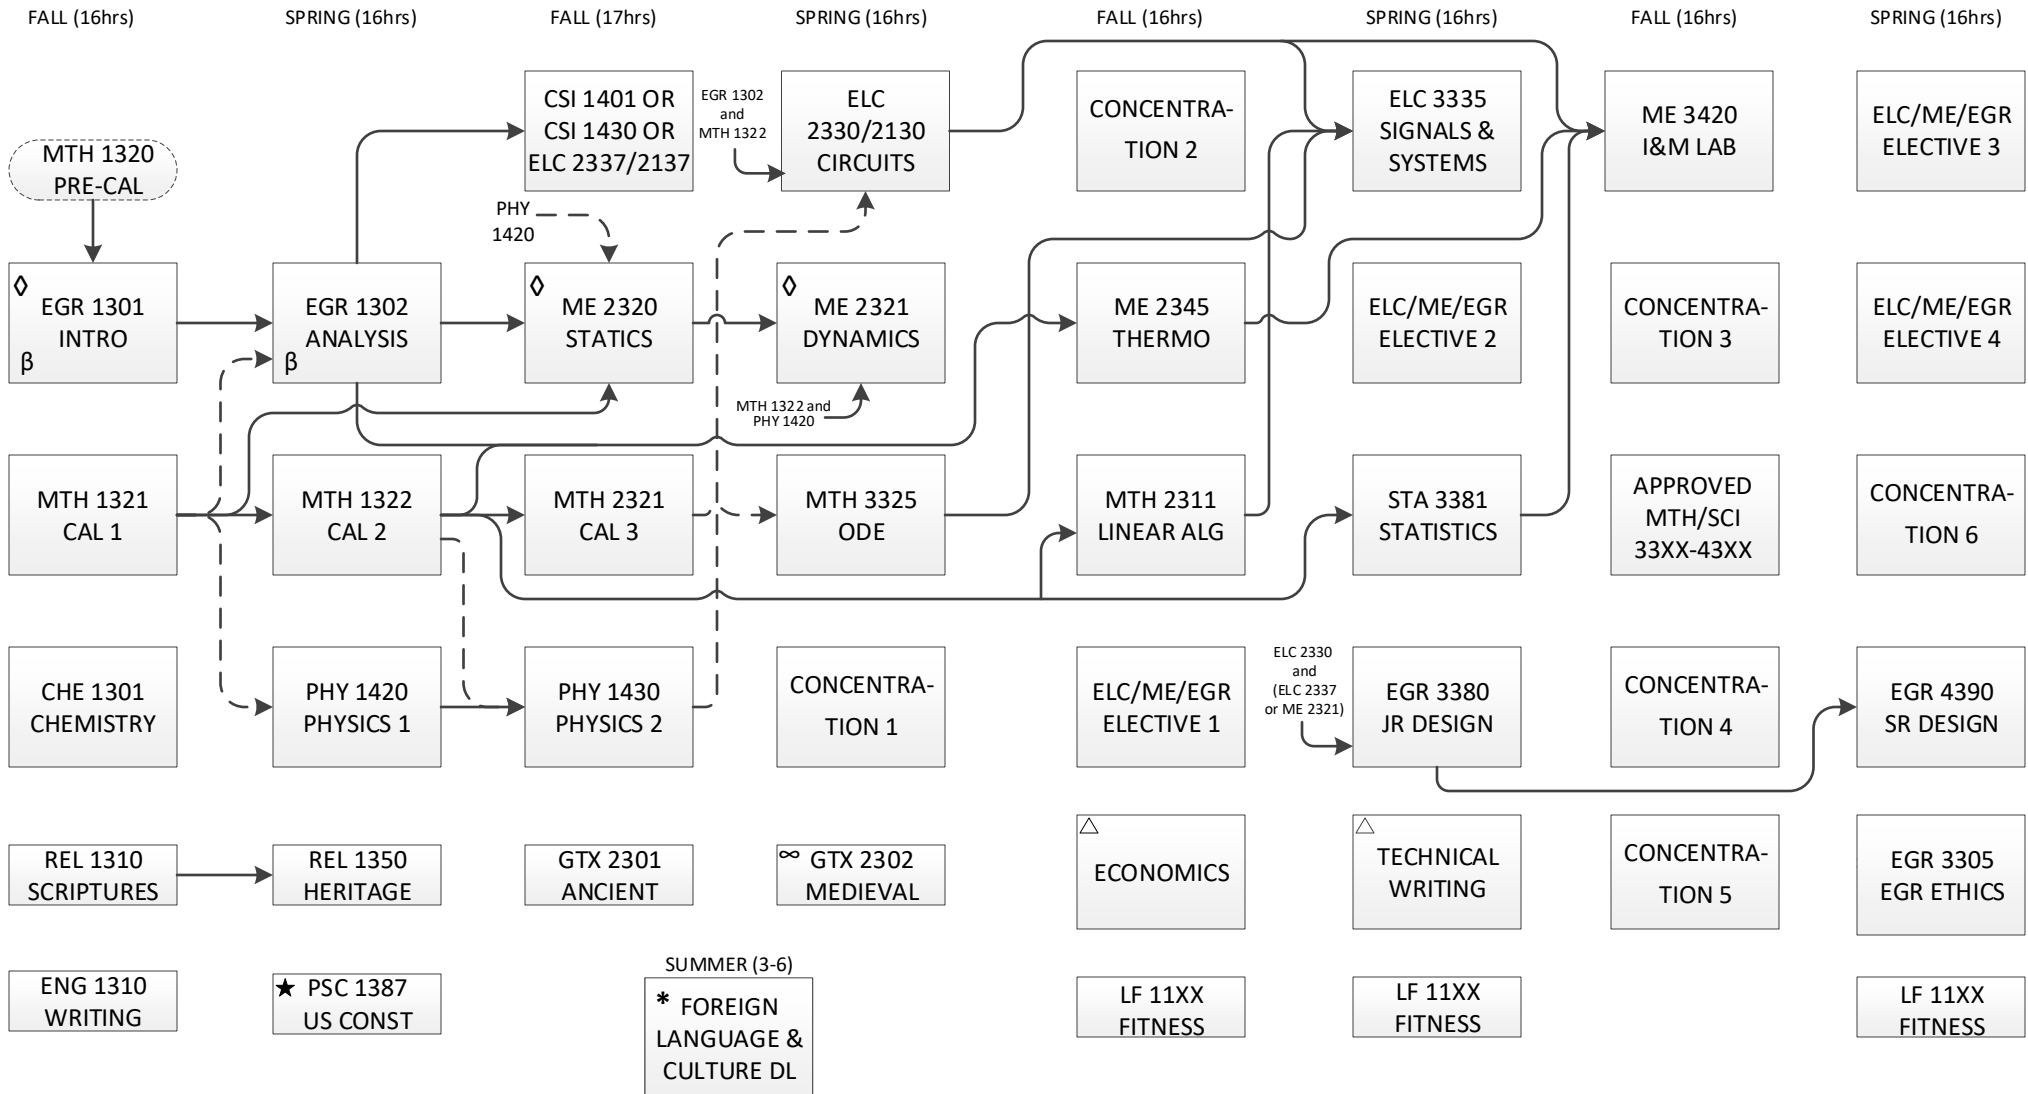 FALL (16hrs)
SPRING (16hrs)
FALL (17hrs)
SPRING (16hrs)
FALL (16hrs)
SPRING (16hrs)
FALL (16hrs)
SPRING (16hrs)
MTH 1320
PRE-CAL
CSI 1401 OR
CSI 1430 OR
ELC 2337/2137
EGR 1302
and
MTH 1322
ELC
2330/2130
CIRCUITS
CONCENTRA-
TION 2
ELC 3335
SIGNALS &
SYSTEMS
ME 3420
I&M LAB
ELC/ME/EGR
ELECTIVE 3
PHY
1420
◊
EGR 1301
INTRO
β
EGR 1302
ANALYSIS
β
◊
ME 2320
STATICS
◊
ME 2321
DYNAMICS
ME 2345
THERMO
ELC/ME/EGR
ELECTIVE 2
CONCENTRA-
TION 3
ELC/ME/EGR
ELECTIVE 4
MTH 1322 and
PHY 1420
MTH 1321
CAL 1
MTH 1322
CAL 2
MTH 2321
CAL 3
MTH 3325
ODE
MTH 2311
LINEAR ALG
STA 3381
STATISTICS
APPROVED
MTH/SCI
33XX-43XX
CONCENTRA-
TION 6
CHE 1301
CHEMISTRY
PHY 1420
PHYSICS 1
PHY 1430
PHYSICS 2
CONCENTRA-
TION 1
ELC/ME/EGR
ELECTIVE 1
ELC 2330
and
(ELC 2337
or ME 2321)
EGR 3380
JR DESIGN
CONCENTRA-
TION 4
EGR 4390
SR DESIGN
REL 1310
SCRIPTURES
REL 1350
HERITAGE
GTX 2301
ANCIENT
∞ GTX 2302
MEDIEVAL
△
ECONOMICS
△
TECHNICAL
WRITING
CONCENTRA-
TION 5
EGR 3305
EGR ETHICS
ENG 1310
WRITING
★ PSC 1387
US CONST
SUMMER (3-6)
* FOREIGN
LANGUAGE &
CULTURE DL
LF 11XX
FITNESS
LF 11XX
FITNESS
LF 11XX
FITNESS